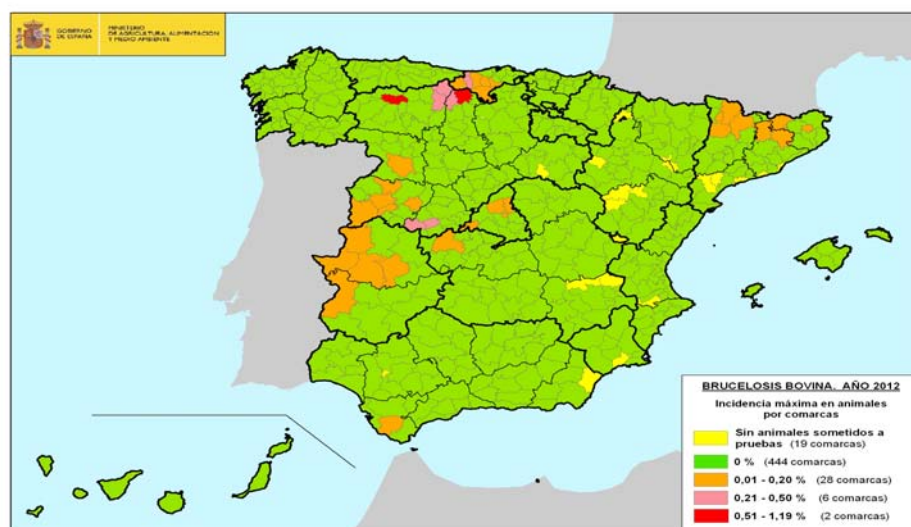 GOBIERNO
DE ESPAÑA
MINISTERIO
DE AGRICULTURA, ALIMENTACIÓN
Y MEDIO AMBIENTE
BRUCELOSIS BOVINA. AÑO 2012
Incidencia máxima en animales
por comarcas
Sin animales sometidos a
pruebas (19 comarcas)
0 % (444 comarcas)
0,01 - 0,20 % (28 comarcas)
0,21 - 0,50 % (6 comarcas)
0,51 - 1,19 % (2 comarcas)